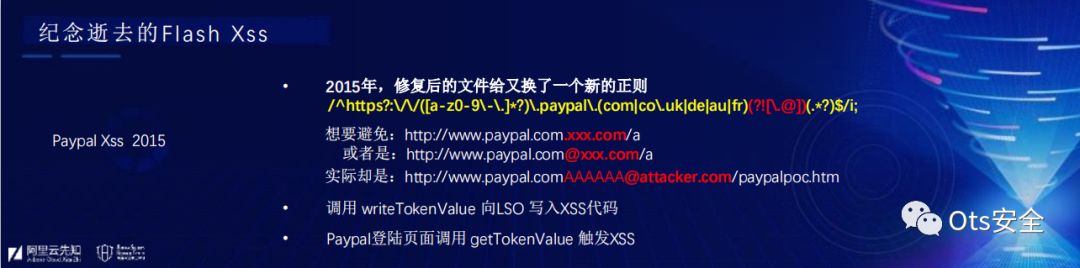 纪念逝去的Flash Xss
Paypal Xss 2015
• 2015年，修复后的文件给又换了一个新的正则
/^https?:\/\/([a-z0-9\-\.]*?)\.paypal\.(com|co\.uk|de|au|fr)(?![\.@])(.*?)$/i;
想要避免：http://www.paypal.com.xxx.com/a
或者是：http://www.paypal.com@xxx.com/a
实际却是：http://www.paypal.comAAAAAA@attacker.com/paypalpoc.htm
• 调用 writeTokenValue 向LSO 写入XSS代码
• Paypal登陆页面调用 getTokenValue 触发XSS
阿里云先知
Ots安全